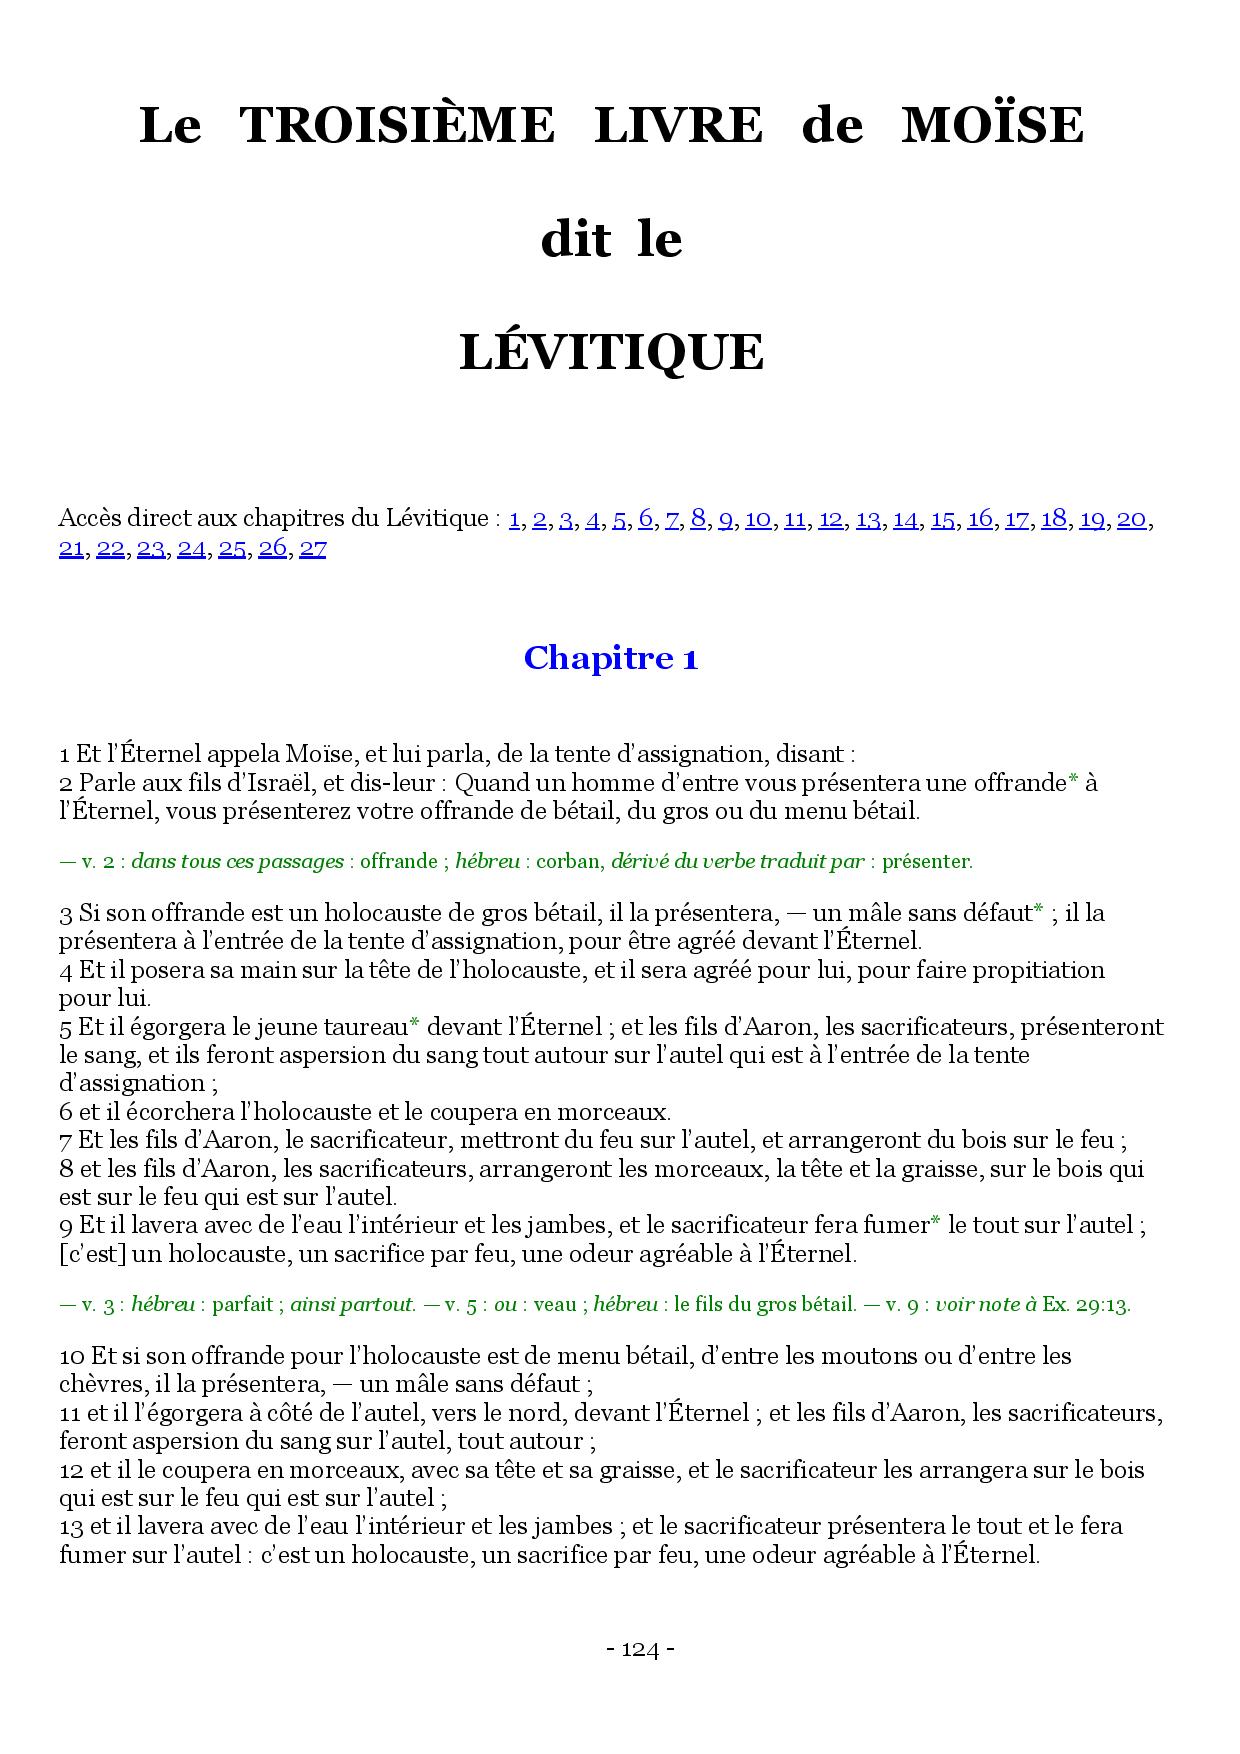 Le TROISIÈME LIVRE de MOÏSE
dit le
LÉVITIQUE
Accès direct aux chapitres du Lévitique : 1, 2, 3, 4, 5, 6, 7, 8, 9, 10, 11, 12, 13, 14, 15, 16, 17, 18, 19, 20,
21, 22, 23, 24, 25, 26, 27
Chapitre 1
1 Et l’Éternel appela Moïse, et lui parla, de la tente d’assignation, disant :
2 Parle aux fils d’Israël, et dis-leur : Quand un homme d’entre vous présentera une offrande* à
l’Éternel, vous présenterez votre offrande de bétail, du gros ou du menu bétail.
— v. 2 : dans tous ces passages : offrande ; hébreu : corban, dérivé du verbe traduit par : présenter.
3 Si son offrande est un holocauste de gros bétail, il la présentera, — un mâle sans défaut* ; il la
présentera à l’entrée de la tente d’assignation, pour être agréé devant l’Éternel.
4 Et il posera sa main sur la tête de l’holocauste, et il sera agréé pour lui, pour faire propitiation
pour lui.
5 Et il égorgera le jeune taureau* devant l’Éternel ; et les fils d’Aaron, les sacrificateurs, présenteront
le sang, et ils feront aspersion du sang tout autour sur l’autel qui est à l’entrée de la tente
d’assignation ;
6 et il écorchera l’holocauste et le coupera en morceaux.
7 Et les fils d’Aaron, le sacrificateur, mettront du feu sur l’autel, et arrangeront du bois sur le feu ;
8 et les fils d’Aaron, les sacrificateurs, arrangeront les morceaux, la tête et la graisse, sur le bois qui
est sur le feu qui est sur l’autel.
9 Et il lavera avec de l’eau l’intérieur et les jambes, et le sacrificateur fera fumer* le tout sur l’autel ;
[c’est] un holocauste, un sacrifice par feu, une odeur agréable à l’Éternel.
— v. 3 : hébreu : parfait ; ainsi partout. — v. 5 : ou : veau ; hébreu : le fils du gros bétail. — v. 9 : voir note à Ex. 29:13.
10 Et si son offrande pour l’holocauste est de menu bétail, d’entre les moutons ou d’entre les
chèvres, il la présentera, — un mâle sans défaut ;
11 et il l’égorgera à côté de l’autel, vers le nord, devant l’Éternel ; et les fils d’Aaron, les sacrificateurs,
feront aspersion du sang sur l’autel, tout autour ;
12 et il le coupera en morceaux, avec sa tête et sa graisse, et le sacrificateur les arrangera sur le bois
qui est sur le feu qui est sur l’autel ;
13 et il lavera avec de l’eau l’intérieur et les jambes ; et le sacrificateur présentera le tout et le fera
fumer sur l’autel : c’est un holocauste, un sacrifice par feu, une odeur agréable à l’Éternel.
- 124 -